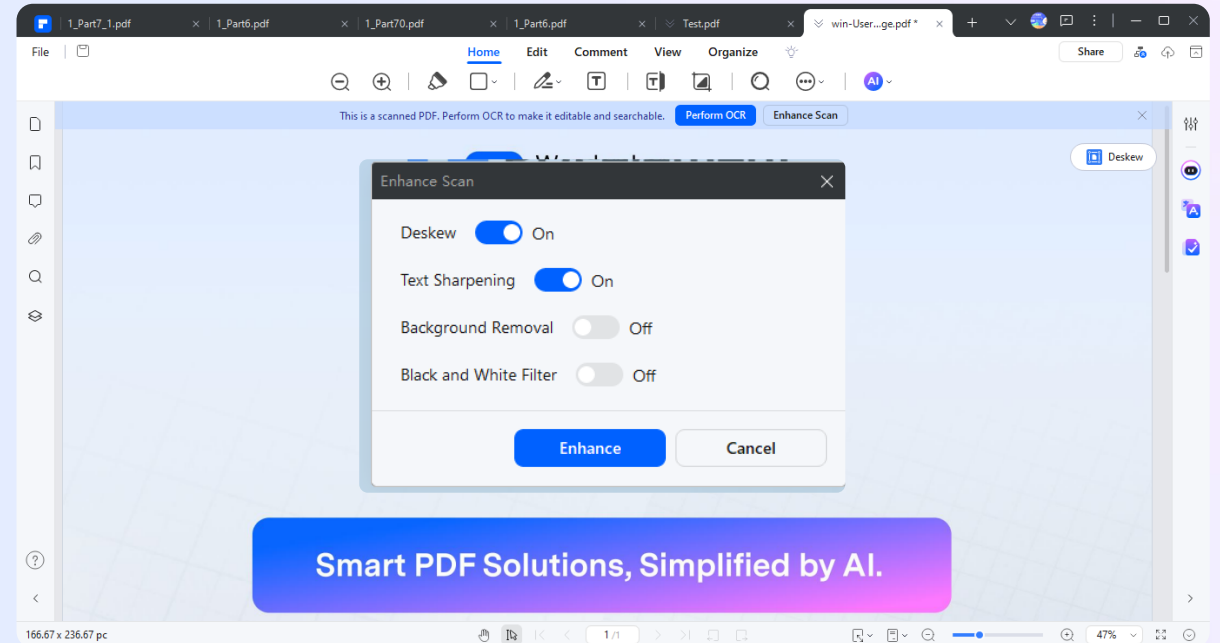 1_Part7_1.pdf
1_Part6.pdf
1_Part70.pdf
1_Part6.pdf
Test.pdf
win-User...ge.pdf *
File
Home
Edit
Comment
View
Organize
Share
AI
This is a scanned PDF. Perform OCR to make it editable and searchable.
Perform OCR
Enhance Scan
Deskew
Enhance Scan
Deskew
On
Text Sharpening
On
Background Removal
Off
Black and White Filter
Off
Enhance
Cancel
Smart PDF Solutions, Simplified by AI.
166.67 x 236.67 pc
1 /1
47%